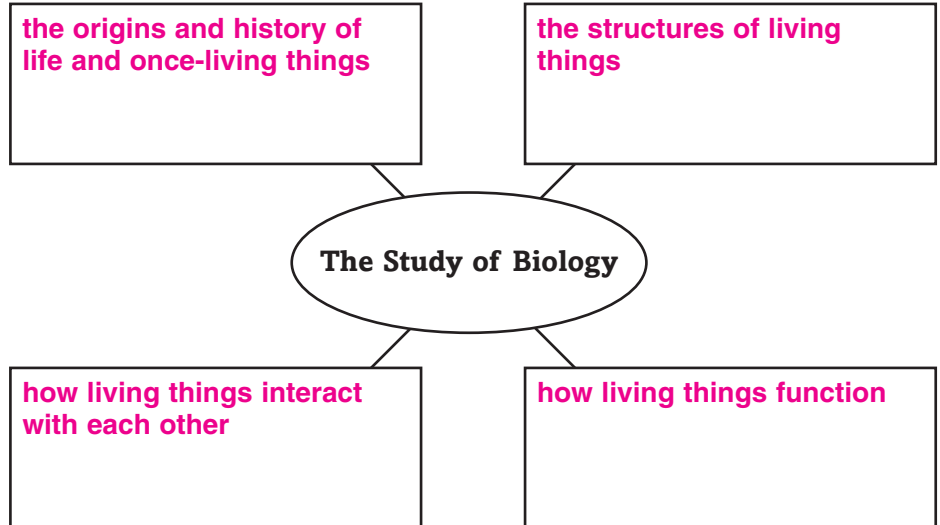 the origins and history of
life and once-living things
the structures of living
things
The Study of Biology
how living things interact
with each other
how living things function